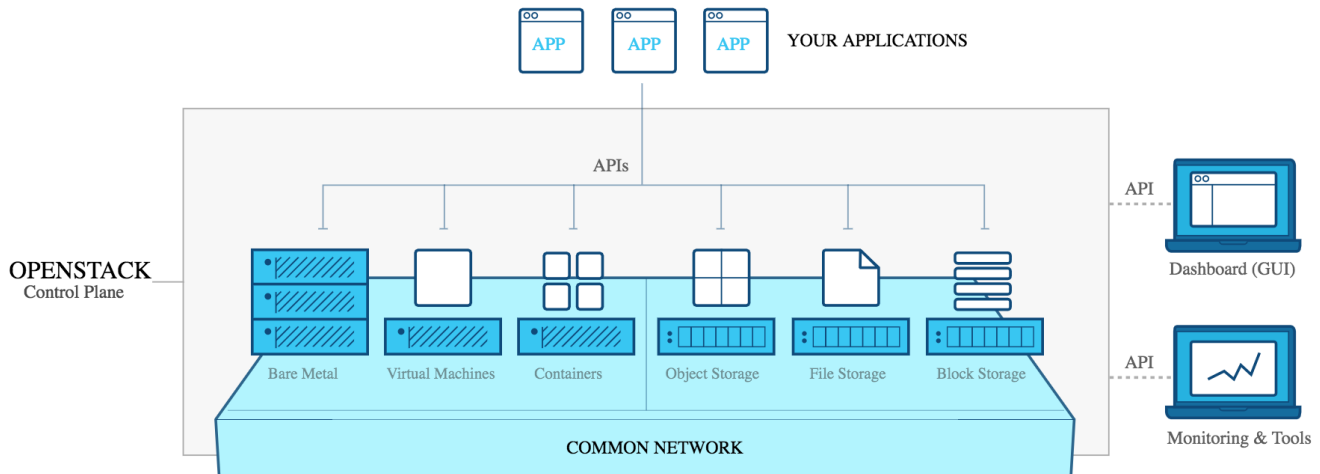 APP APP APP YOUR APPLICATIONS
APIs
API
Dashboard (GUI)
OPENSTACK
Control Plane
Bare Metal Virtual Machines Containers Object Storage File Storage Block Storage
API
Monitoring & Tools
COMMON NETWORK